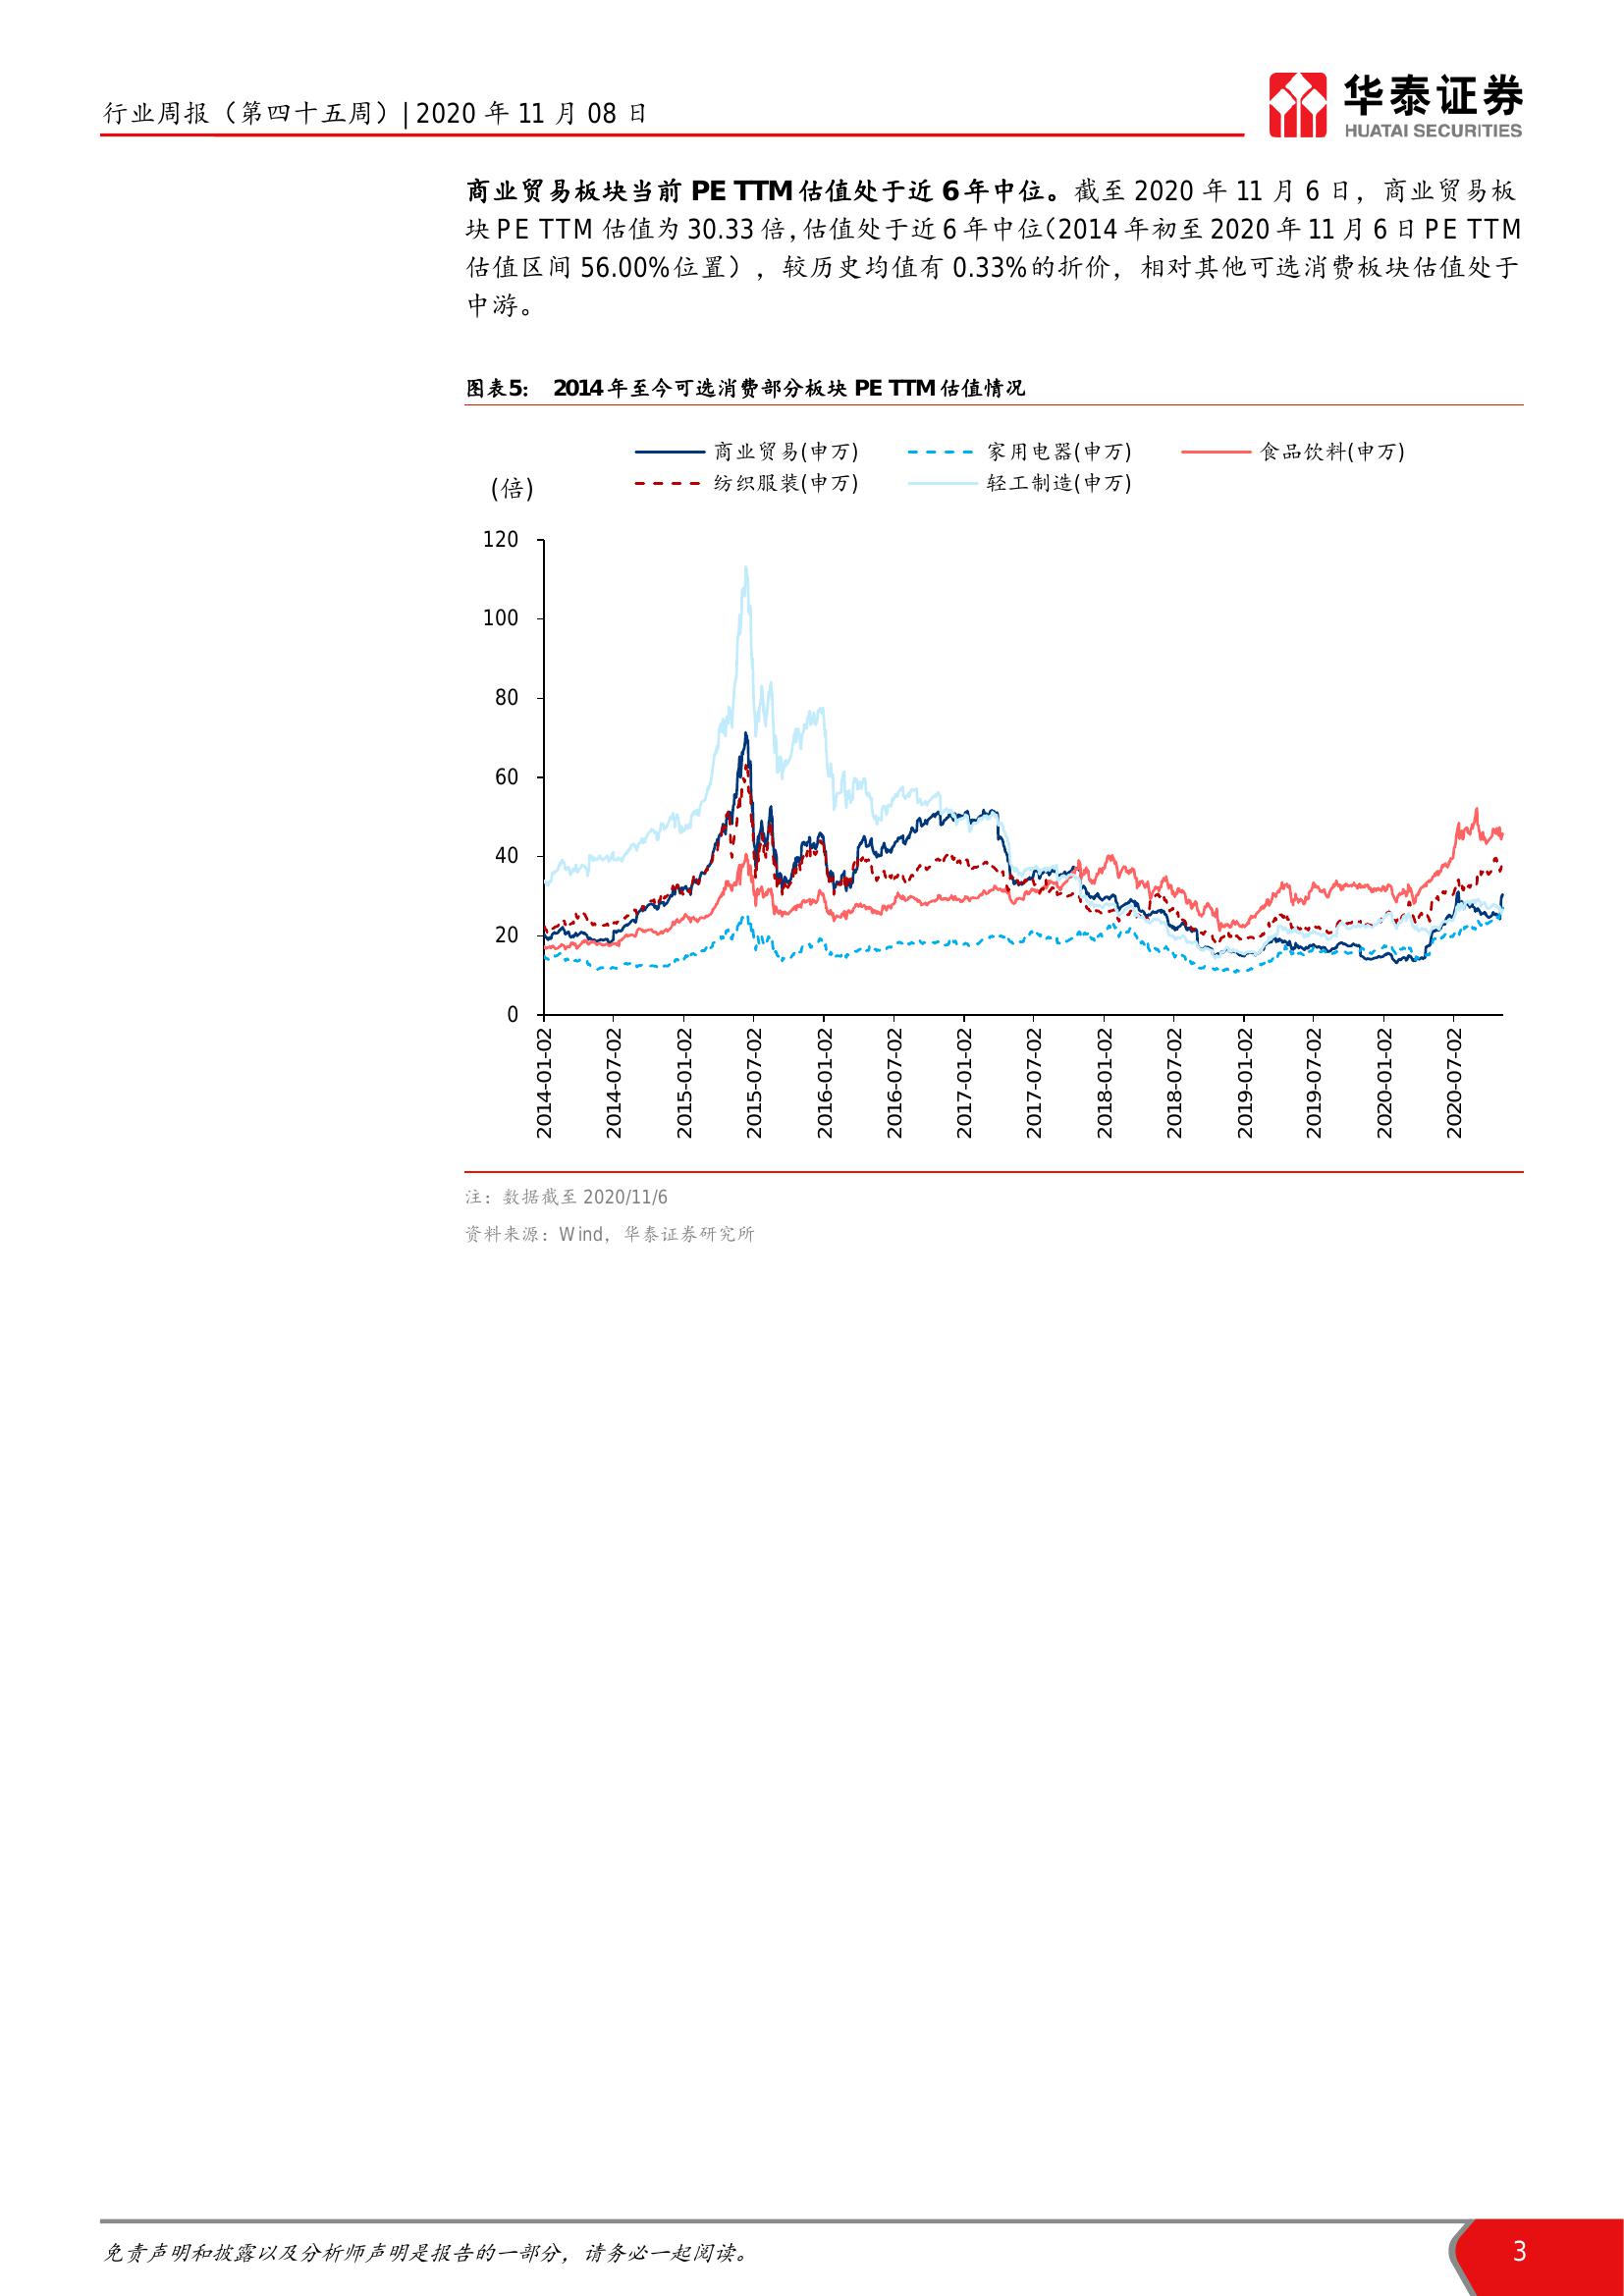 行业周报（第四十五周）|2020 年 11 月 08 日
华泰证券
HUATAI SECURITIES
商业贸易板块当前 PE TTM 估值处于近 6 年中位。截至 2020 年 11 月 6 日，商业贸易板
块 PE TTM 估值为 30.33 倍，估值处于近 6 年中位（2014 年初至 2020 年 11 月 6 日 PE TTM
估值区间 56.00%位置），较历史均值有 0.33%的折价，相对其他可选消费板块估值处于
中游。
图表5： 2014 年至今可选消费部分板块 PE TTM 估值情况
商业贸易(申万) 家用电器(申万) 食品饮料(申万)
纺织服装(申万) 轻工制造(申万)
(倍)
120
100
80
60
40
20
0
2014-01-02 2014-07-02 2015-01-02 2015-07-02 2016-01-02 2016-07-02 2017-01-02 2017-07-02 2018-01-02 2018-07-02 2019-01-02 2019-07-02 2020-01-02 2020-07-02
注：数据截至 2020/11/6
资料来源：Wind，华泰证券研究所
免责声明和披露以及分析师声明是报告的一部分，请务必一起阅读。
3